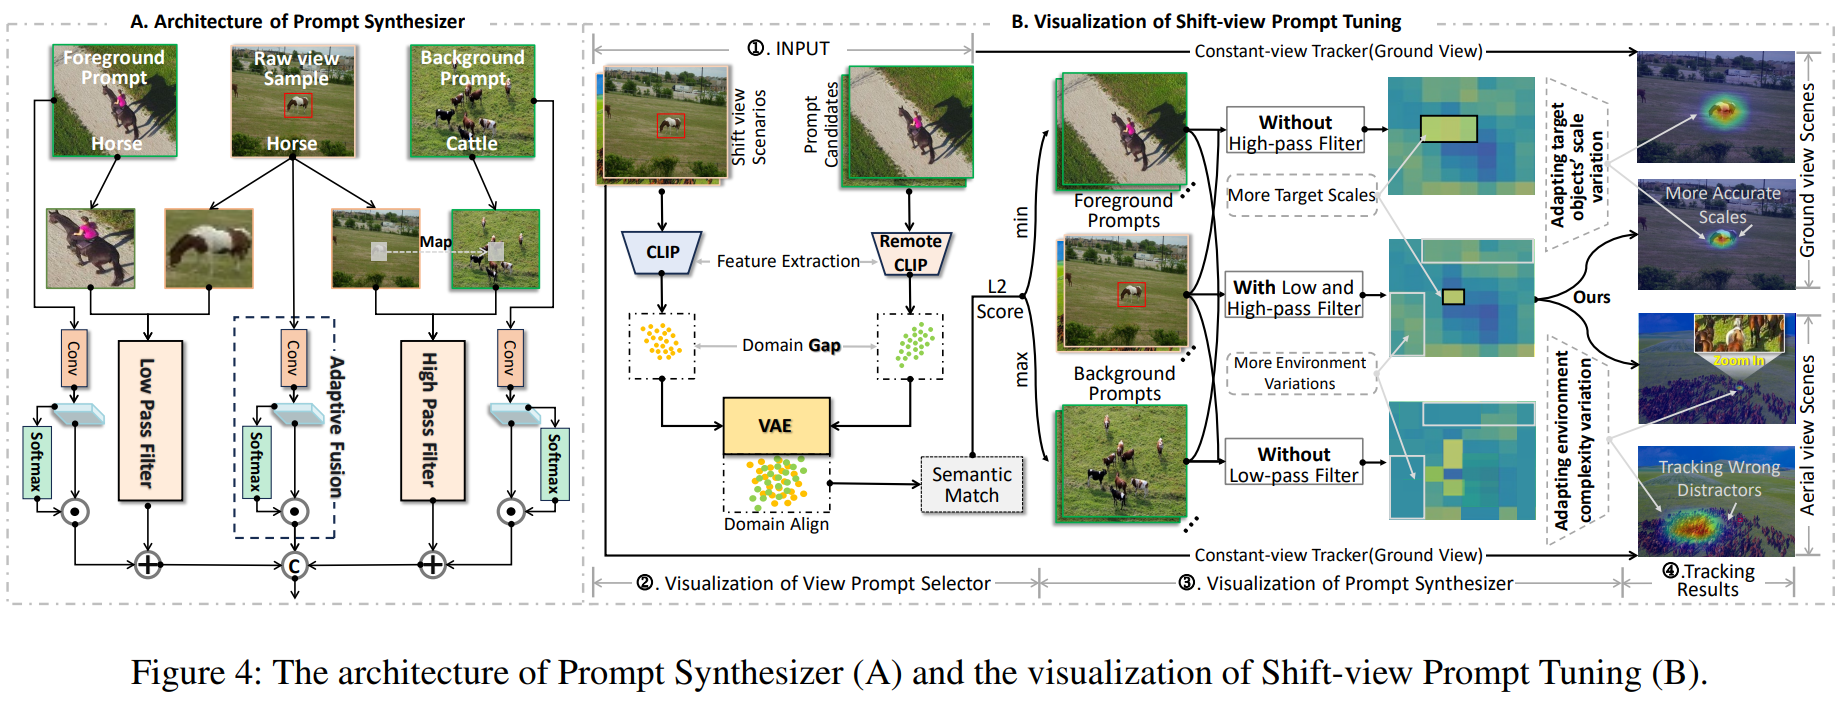 A. Architecture of Prompt Synthesizer
Foreground
Prompt
Horse
Raw view
Sample
Horse
Background
Prompt
Cattle
Map
Conv
Softmax
Low Pass Filter
Conv
Softmax
Adaptive Fusion
High Pass Filter
Conv
Softmax
C
B. Visualization of Shift-view Prompt Tuning
①. INPUT
Shift view
Scenarios
Prompt
Candidates
CLIP
Remote
CLIP
Feature Extraction
Domain Gap
VAE
Domain Align
Semantic
Match
L2
Score
min
max
Constant-view Tracker(Ground View)
Foreground
Prompts
Background
Prompts
Without
High-pass Fliter
More Target Scales
With Low and
High-pass Filter
More Environment
Variations
Without
Low-pass Filter
Adapting target
objects' scale
variation
Adapting environment
complexity variation
Ours
More Accurate
Scales
Zoom In
Tracking Wrong
Distractors
Ground view Scenes
Aerial view Scenes
Constant-view Tracker(Ground View)
②. Visualization of View Prompt Selector
③. Visualization of Prompt Synthesizer
④.Tracking
Results
Figure 4: The architecture of Prompt Synthesizer (A) and the visualization of Shift-view Prompt Tuning (B).